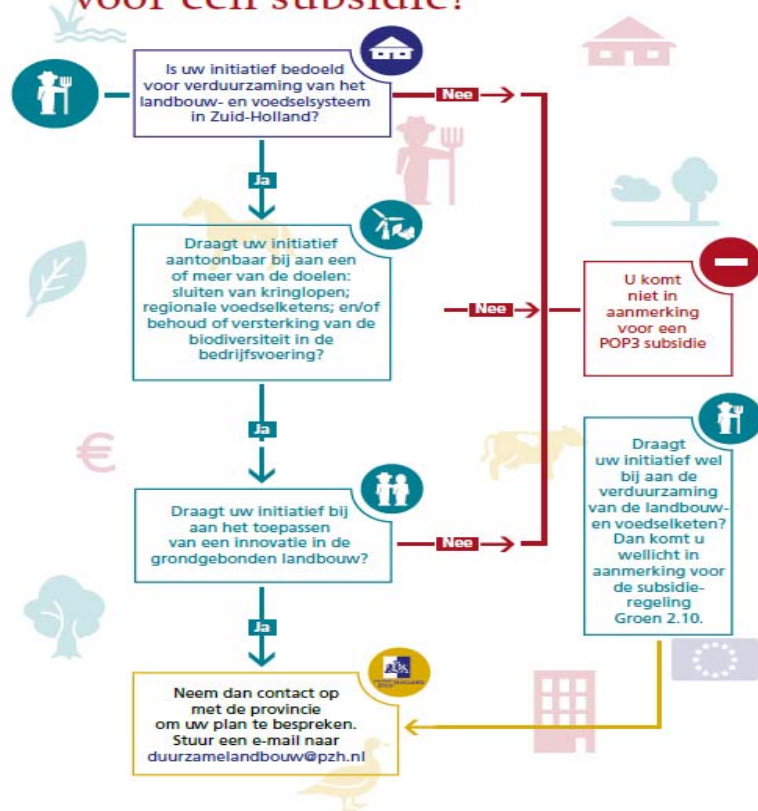 voor een subsidie?
Is uw initiatief bedoeld
voor verduurzaming van het
landbouw- en voedselsysteem
in Zuid-Holland?
Nee
Ja
Draagt uw initiatief
aantoonbaar bij aan een
of meer van de doelen:
sluiten van kringlopen;
regionale voedselketens; en/of
behoud of versterking van de
biodiversiteit in de
bedrijfsvoering?
Nee
U komt
niet in
aanmerking
voor een
POP3 subsidie
Ja
Draagt uw initiatief bij
aan het toepassen
van een innovatie in de
grondgebonden landbouw?
Nee
Draagt
uw initiatief wel
bij aan de
verduurzaming
van de landbouw-
en voedselketen?
Dan komt u
wellicht in
aanmerking voor
de subsidie-
regeling
Groen 2.10.
Ja
Neem dan contact op
met de provincie
om uw plan te bespreken.
Stuur een e-mail naar
duurzamelandbouw@pzh.nl
€